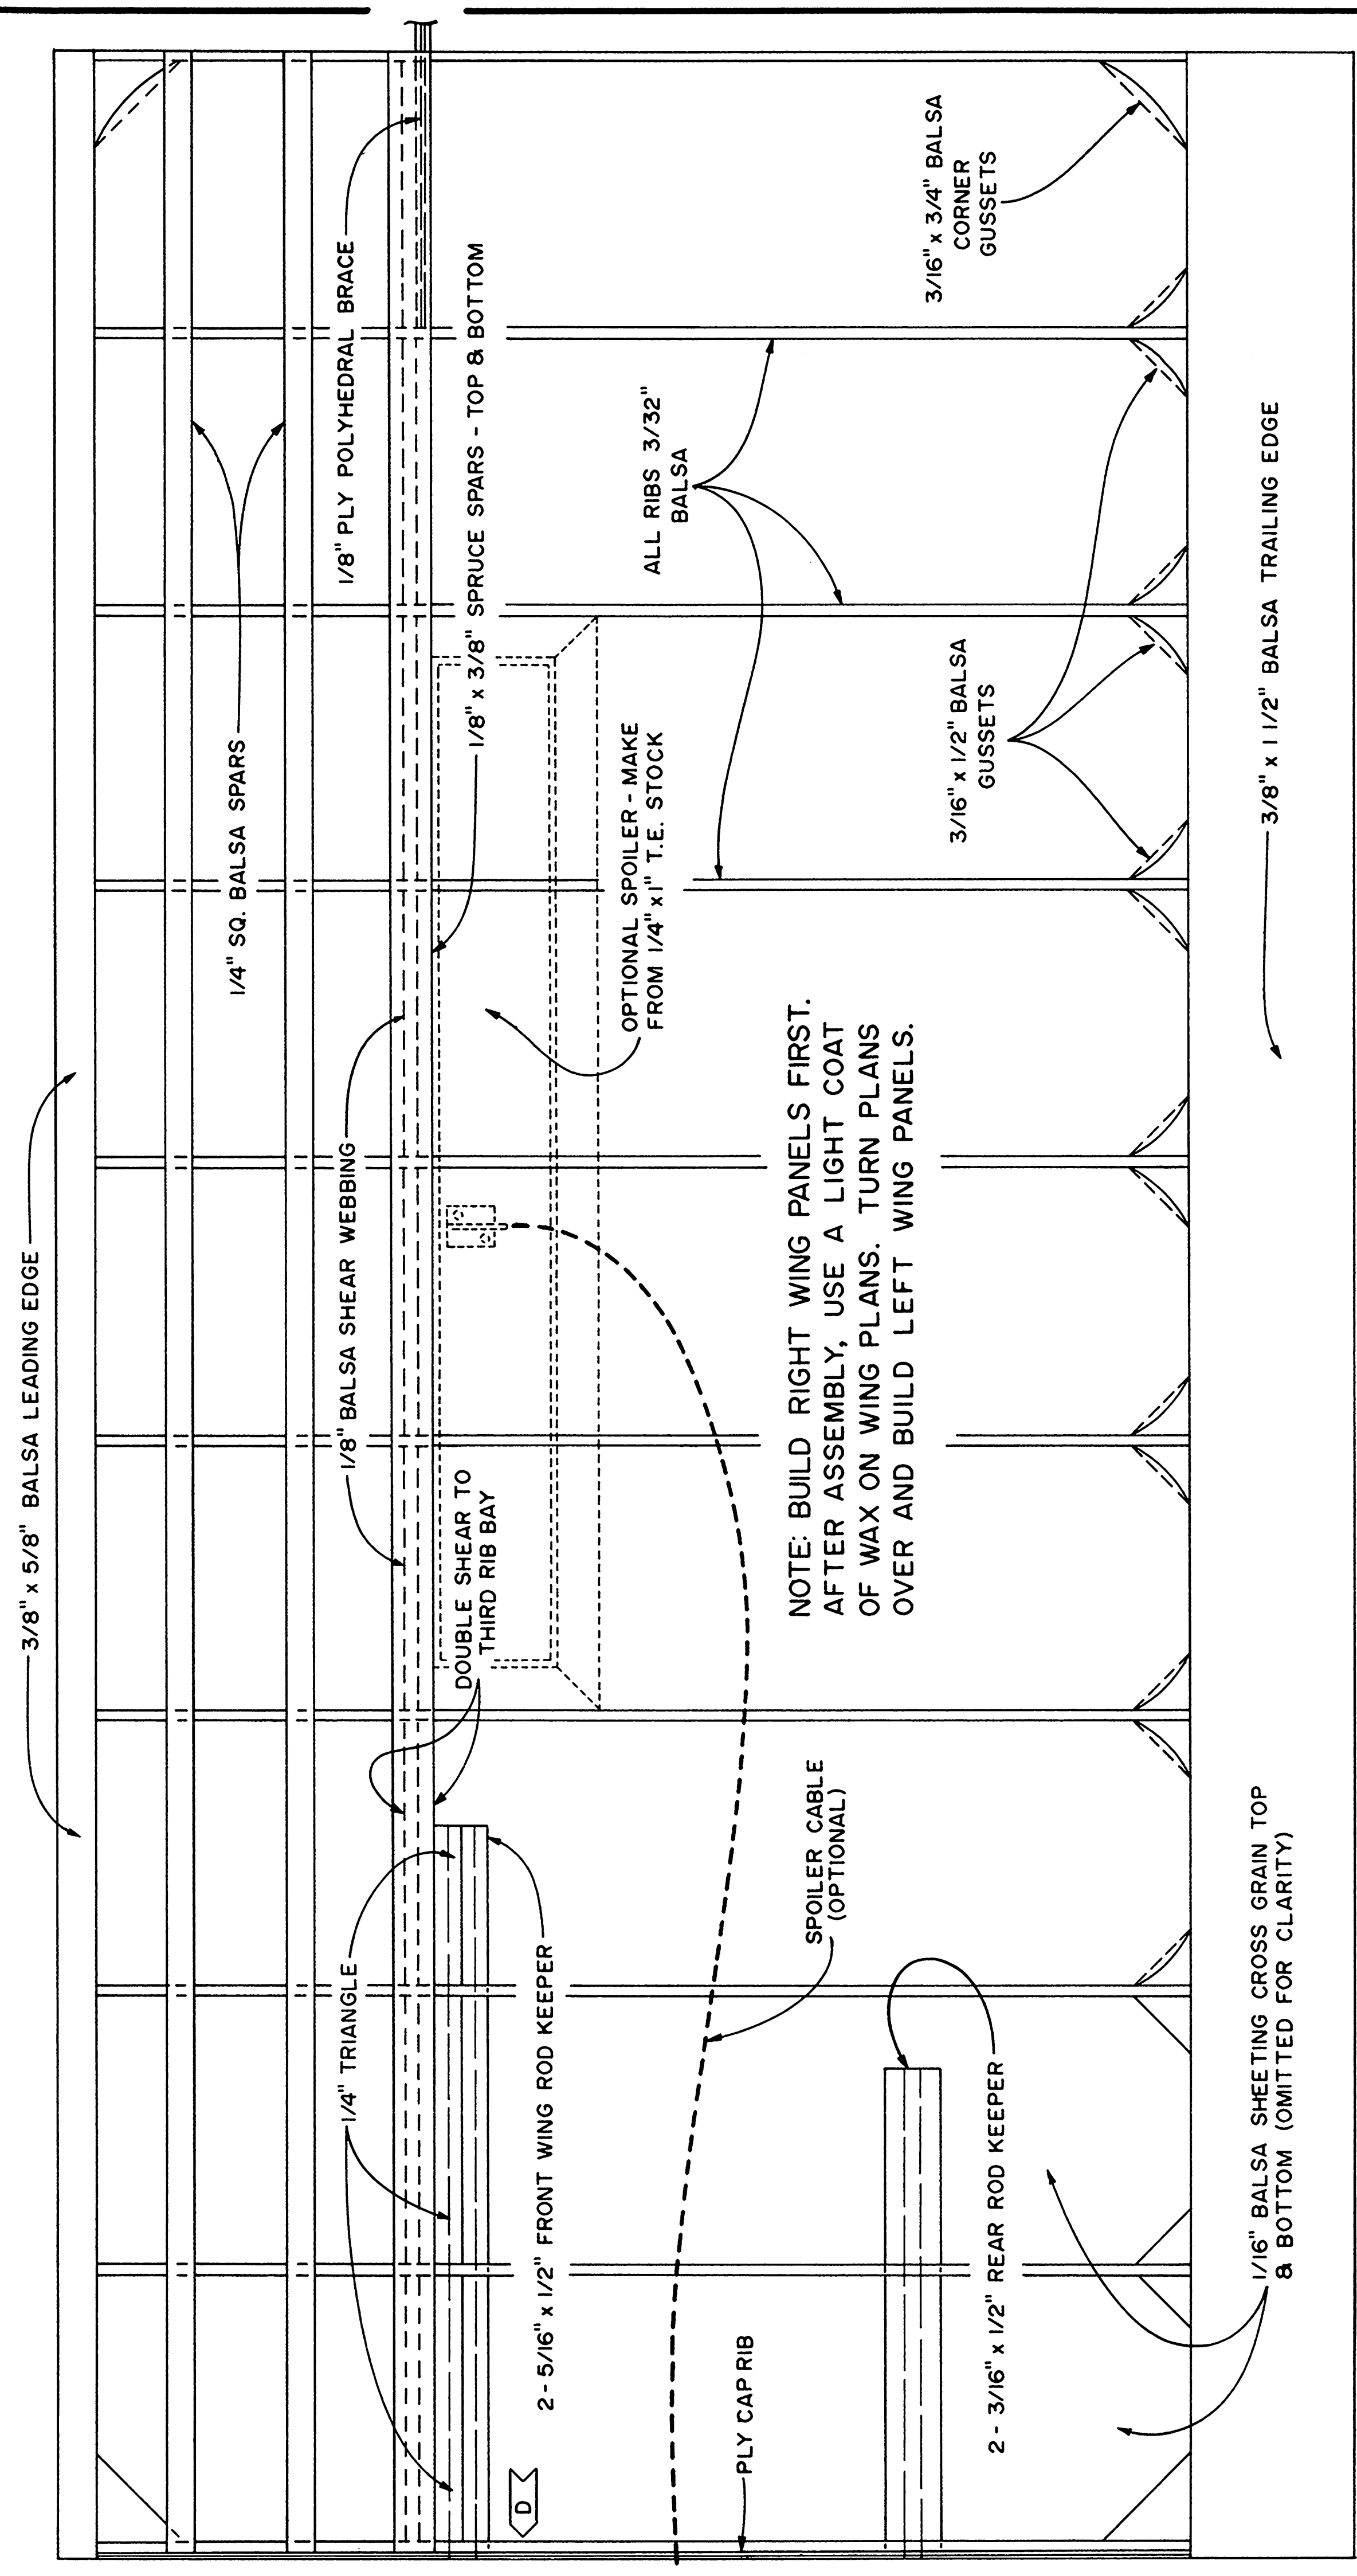 3/8" x 5/8" BALSA LEADING EDGE
1/4" SQ. BALSA SPARS
1/8" PLY POLYHEDRAL BRACE
1/8" BALSA SHEAR WEBBING
1/4" TRIANGLE
1/8" x 3/8" SPRUCE SPARS - TOP & BOTTOM
DOUBLE SHEAR TO
THIRD RIB BAY
2 - 5/16" x 1/2" FRONT WING ROD KEEPER
D
OPTIONAL SPOILER - MAKE
FROM 1/4" x 1" T.E. STOCK
ALL RIBS 3/32"
BALSA
PLY CAP RIB
SPOILER CABLE
(OPTIONAL)
NOTE: BUILD RIGHT WING PANELS FIRST.
AFTER ASSEMBLY, USE A LIGHT COAT
OF WAX ON WING PLANS. TURN PLANS
OVER AND BUILD LEFT WING PANELS.
3/16" x 3/4" BALSA
CORNER
GUSSETS
3/16" x 1/2" BALSA
GUSSETS
2 - 3/16" x 1/2" REAR ROD KEEPER
1/16" BALSA SHEETING CROSS GRAIN TOP
& BOTTOM (OMITTED FOR CLARITY)
3/8" x 1 1/2" BALSA TRAILING EDGE